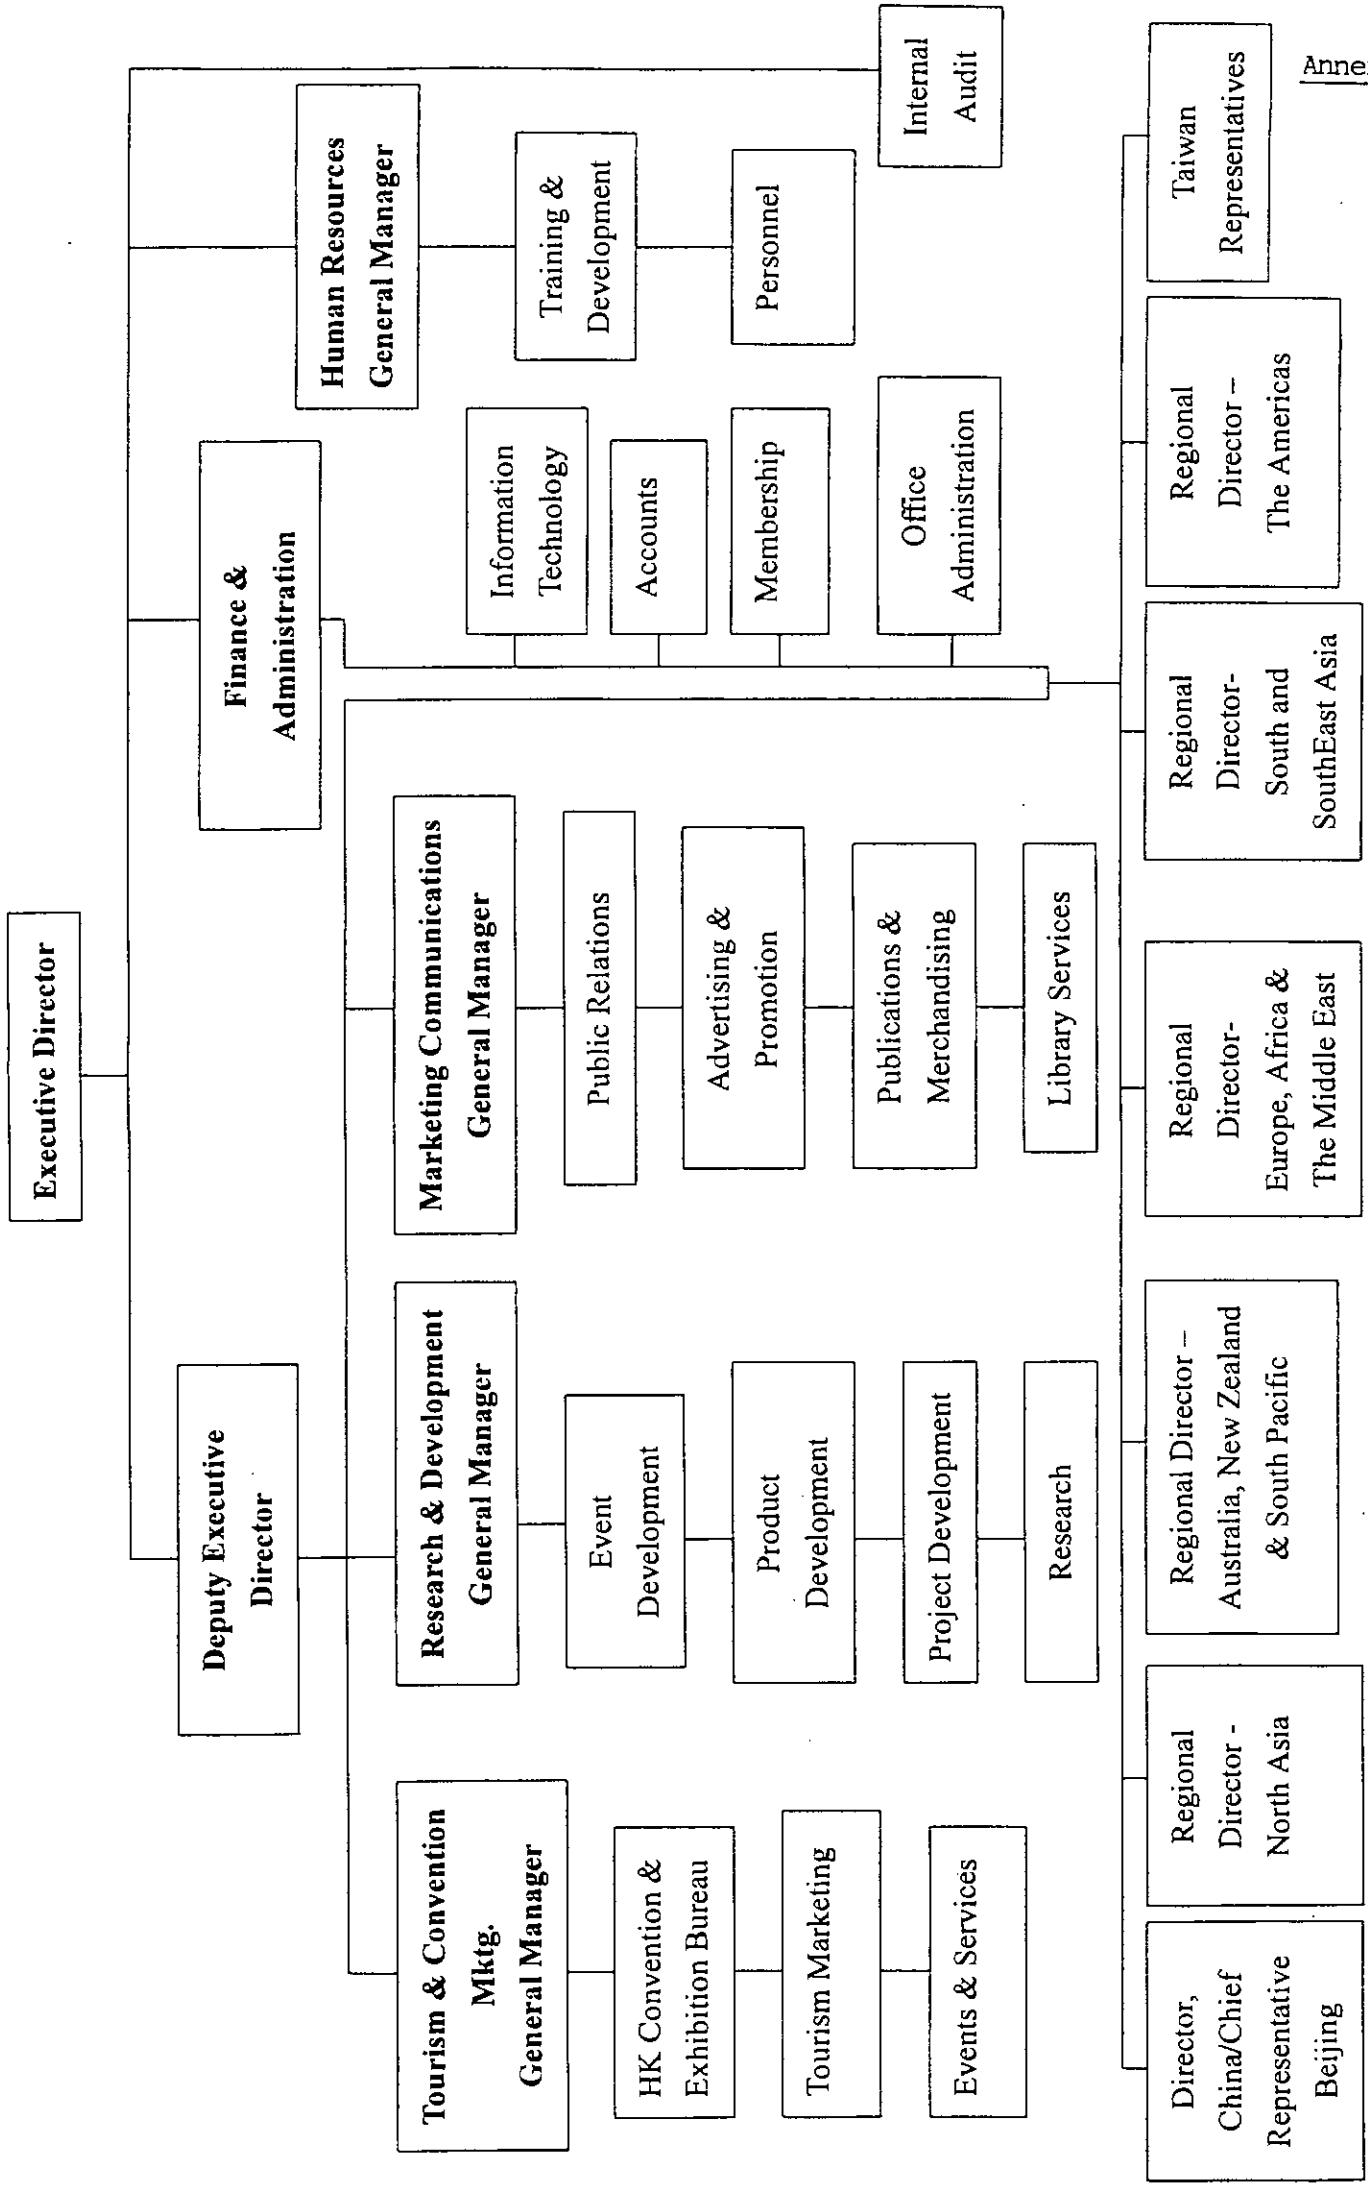 Executive Director
Deputy Executive
Director
Finance &
Administration
Human Resources
General Manager
Internal
Audit
Tourism & Convention
Mktg.
General Manager
HK Convention &
Exhibition Bureau
Tourism Marketing
Events & Services
Research & Development
General Manager
Event
Development
Product
Development
Project Development
Research
Marketing Communications
General Manager
Public Relations
Advertising &
Promotion
Publications &
Merchandising
Library Services
Information
Technology
Accounts
Membership
Office
Administration
Training &
Development
Personnel
Director,
China/Chief
Representative
Beijing
Regional
Director -
North Asia
Regional Director –
Australia, New Zealand
& South Pacific
Regional
Director-
Europe, Africa &
The Middle East
Regional
Director-
South and
SouthEast Asia
Regional
Director –
The Americas
Taiwan
Representatives
Anne